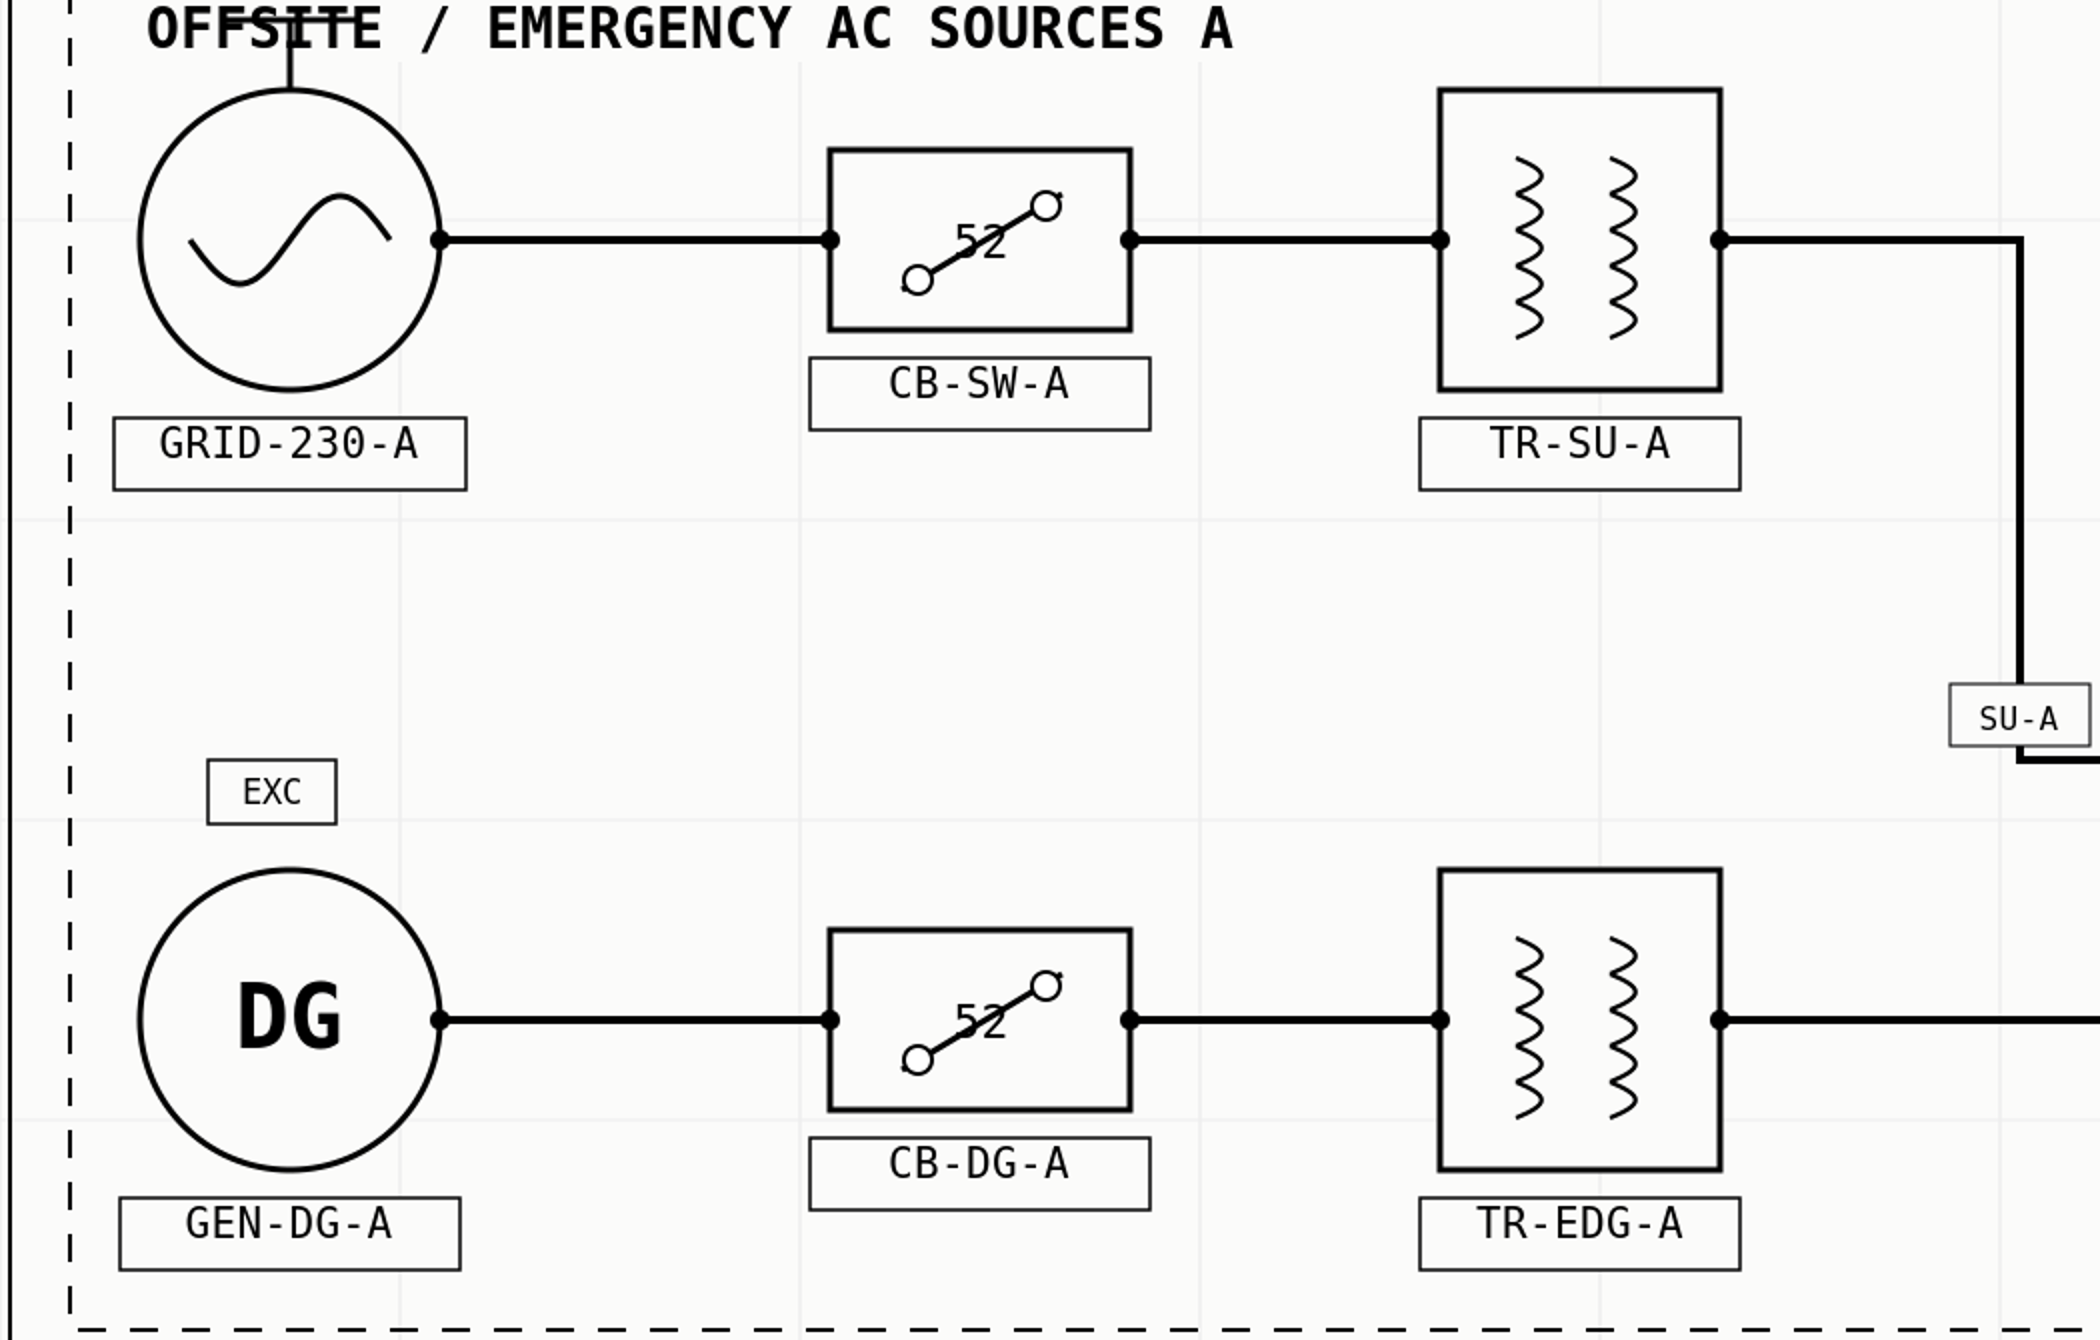 OFFSITE / EMERGENCY AC SOURCES A
52
CB-SW-A
GRID-230-A
TR-SU-A
SU-A
EXC
DG
52
CB-DG-A
GEN-DG-A
TR-EDG-A